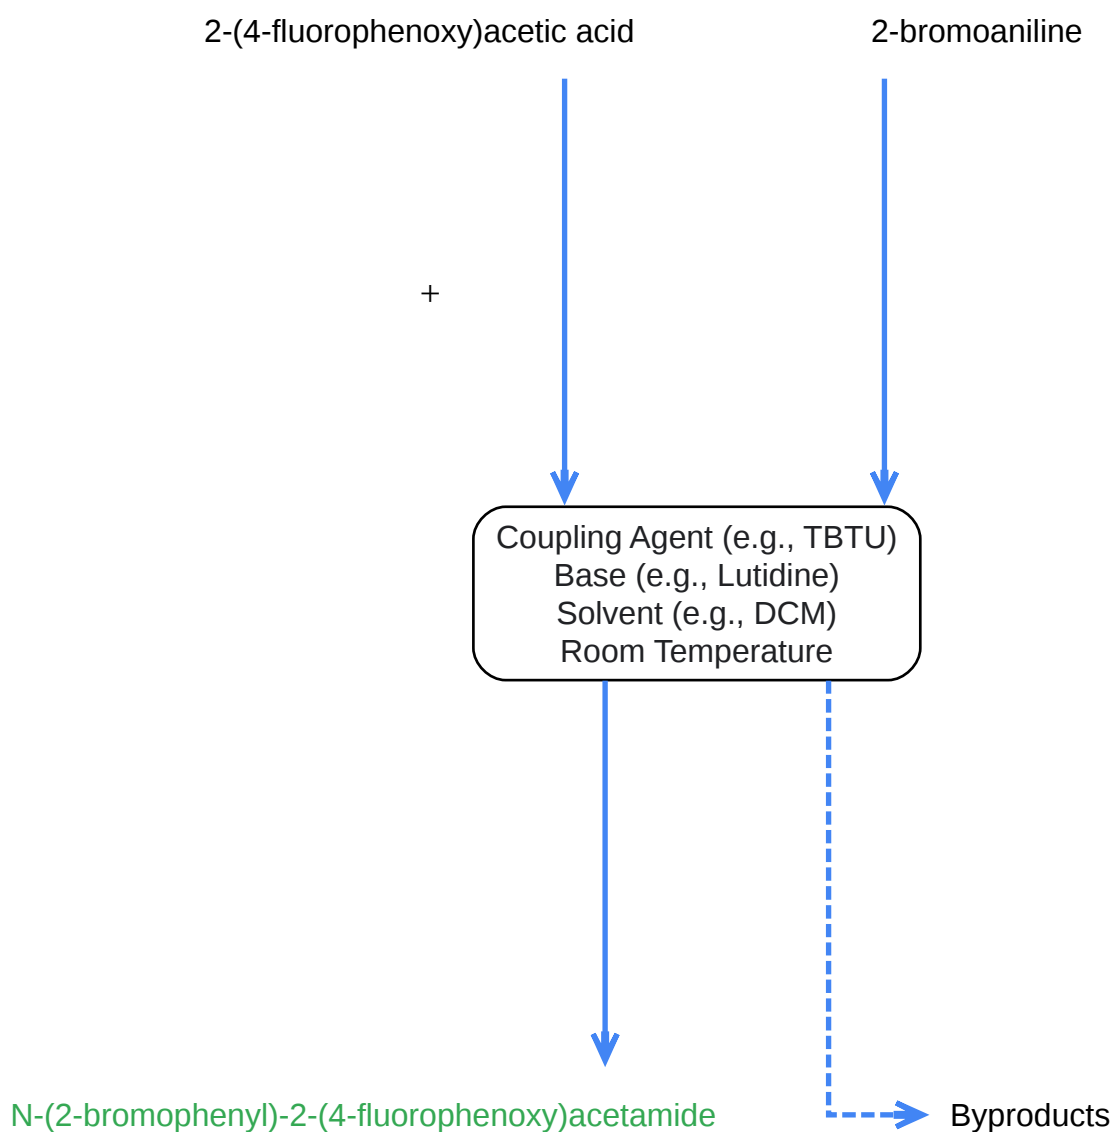 2-(4-fluorophenoxy)acetic acid
2-bromoaniline
+
Coupling Agent (e.g., TBTU)
Base (e.g., Lutidine)
Solvent (e.g., DCM)
Room Temperature
N-(2-bromophenyl)-2-(4-fluorophenoxy)acetamide
Byproducts